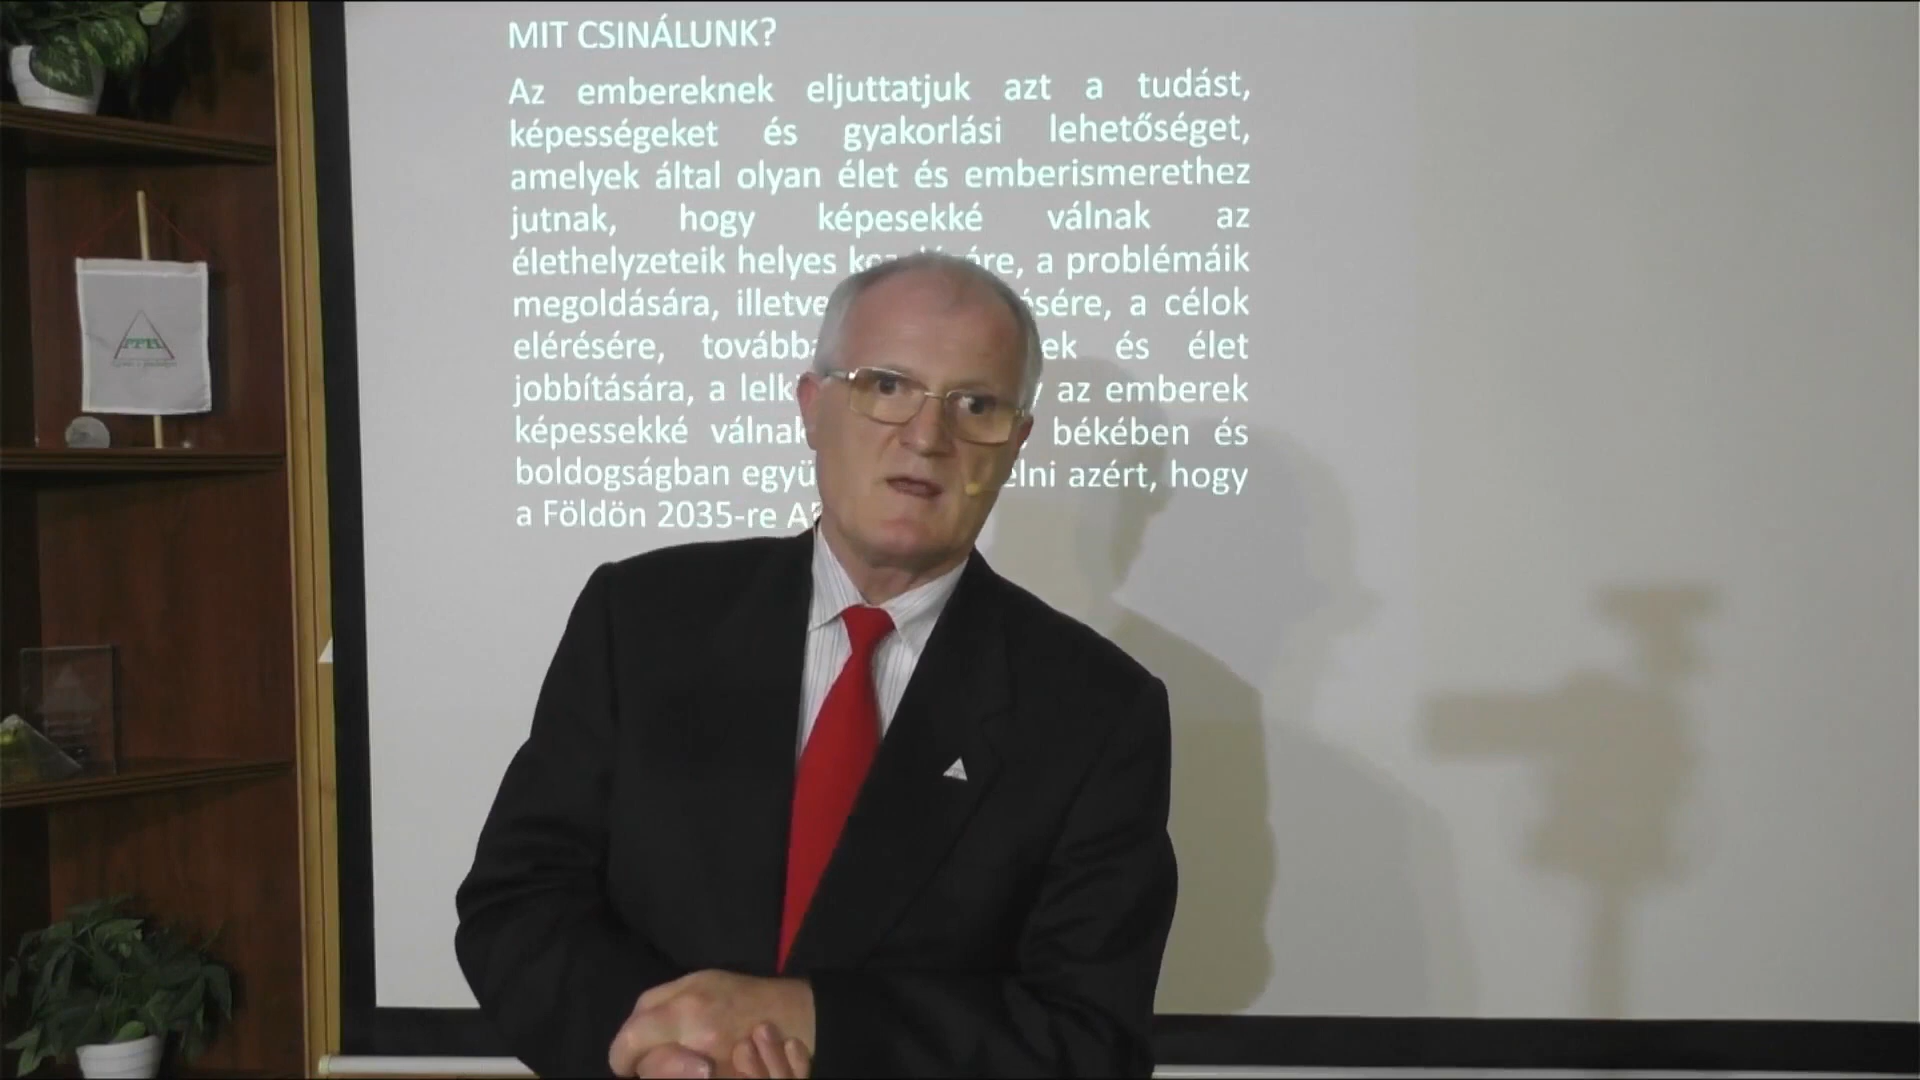 MIT CSINÁLUNK?
Az embereknek eljuttatjuk azt a tudást,
képességeket és gyakorlási lehetőséget,
amelyek által olyan élet és emberismerethez
jutnak, hogy képesekké válnak az
élethelyzeteik helyes a problémáik
megoldására, illetve a célok
elérésére, és élet
jobbítására, a az emberek
képessekké válnak békében és
boldogságban azért, hogy
a Földön 2035-re